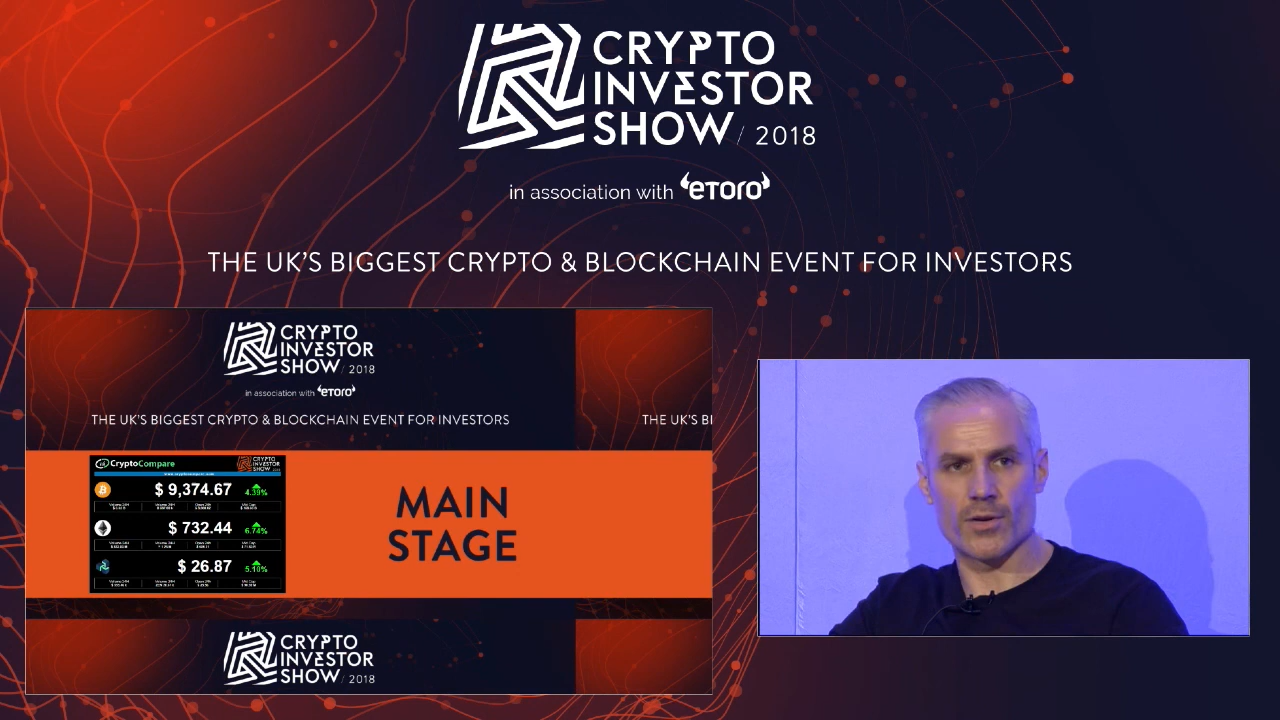 CRYPTO
INVESTOR
SHOW / 2018
in association with eToro
THE UK'S BIGGEST CRYPTO & BLOCKCHAIN EVENT FOR INVESTORS
CRYPTO
INVESTOR
SHOW / 2018
in association with eToro
THE UK'S BIGGEST CRYPTO & BLOCKCHAIN EVENT FOR INVESTORS
THE UK'S BI
CryptoCompare
CRYPTO
INVESTOR
SHOW
$ 9,374.67 4.39%
$ 732.44 6.74%
$ 26.87 5.10%
MAIN
STAGE
CRYPTO
INVESTOR
SHOW / 2018